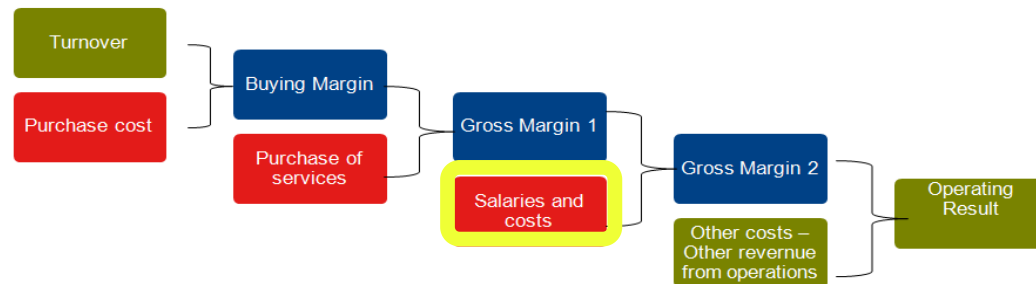 Turnover
Purchase cost
Buying Margin
Purchase of
services
Gross Margin 1
Salaries and
costs
Gross Margin 2
Other costs –
Other revernue
from operations
Operating
Result